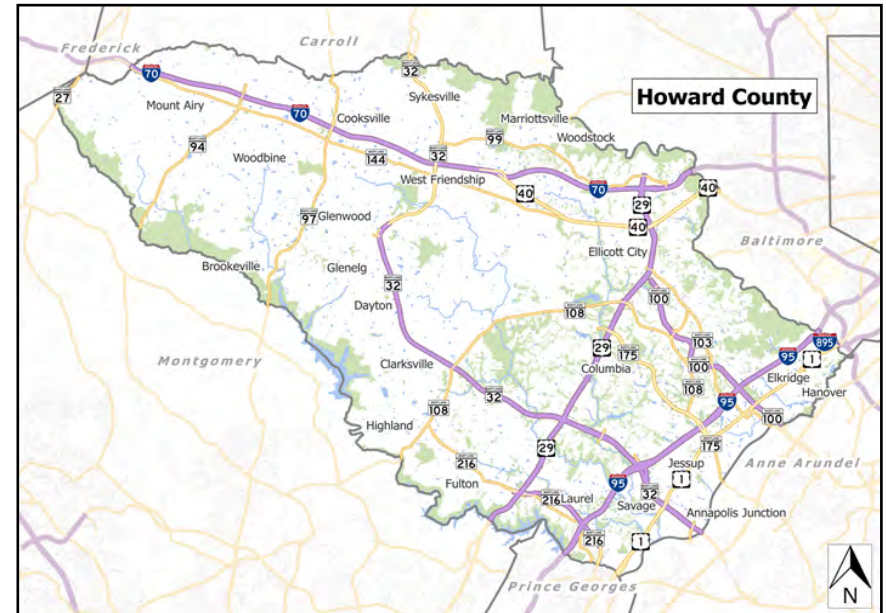 Frederick
Carroll
70
32
27
Mount Airy
Sykesville
Howard County
70
Cooksville
Marriottsville
94
99
Woodstock
Woodbine
144
32
West Friendship
40
70
40
29
97
Glenwood
40
Baltimore
Ellicott City
Brookeville
Glenelg
32
100
Dayton
108
103
895
29
175
95
1
Montgomery
Clarksville
Columbia
100
Elkridge
32
108
Hanover
108
95
100
Highland
29
175
216
Jessup
Anne Arundel
Fulton
95
1
216
Laurel
32
Savage
Annapolis Junction
216
1
Prince Georges
N